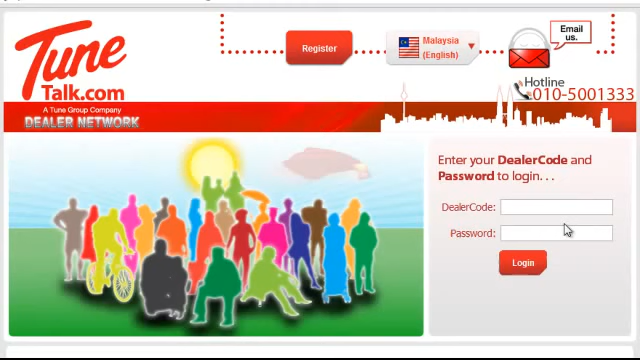 Tune
Talk.com
A Tune Group Company
DEALER NETWORK
Register
Malaysia
(English)
Email
us.
Hotline
010-5001333
Enter your DealerCode and
Password to login. . .
DealerCode:
Password:
Login